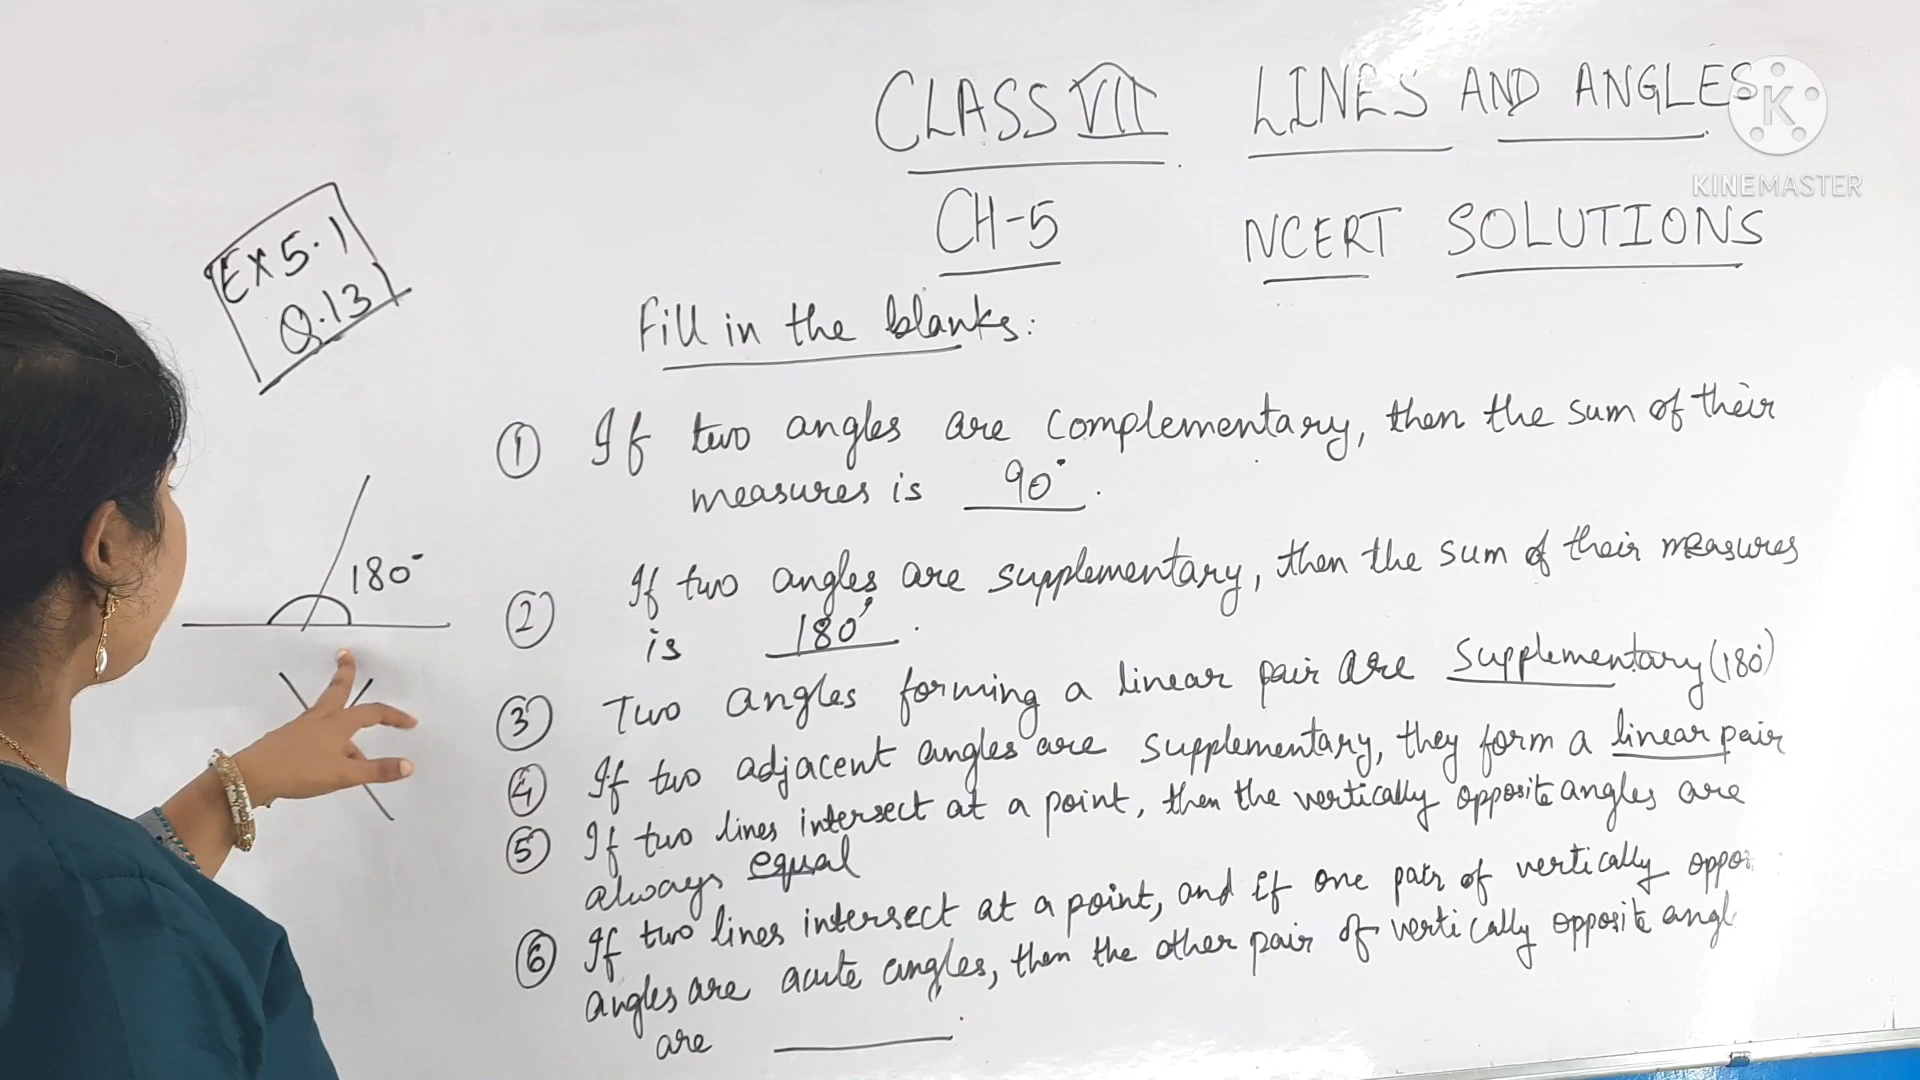 CLASS VII LINES AND ANGLES
KINEMASTER
CH-5 NCERT SOLUTIONS
EX 5.1
Q.13
Fill in the blanks:
① If two angles are complementary, then the sum of their
measures is 90°.
② If two angles are supplementary, then the sum of their measures
is 180°.
180°
③ Two angles forming a linear pair are supplementary (180°)
④ If two adjacent angles are supplementary, they form a linear pair
⑤ If two lines intersect at a point, then the vertically opposite angles are
always equal
⑥ If two lines intersect at a point, and if one pair of vertically oppos
angles are acute angles, then the other pair of vertically opposite angl
are ______.